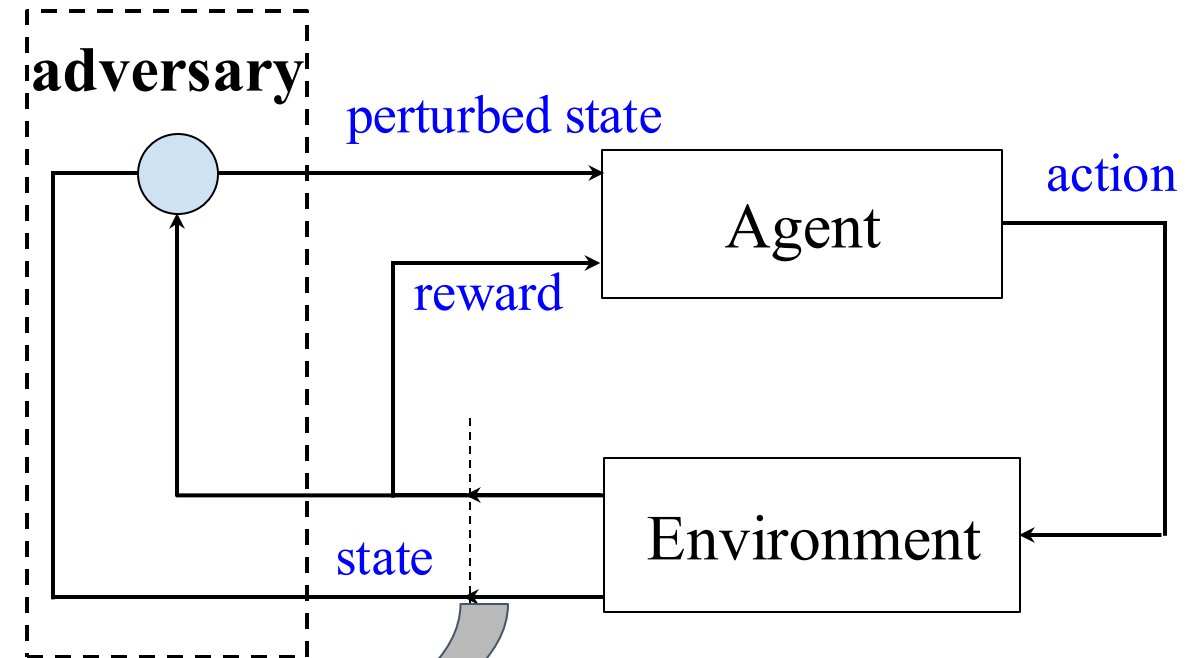 adversary
perturbed state
action
Agent
reward
Environment
state